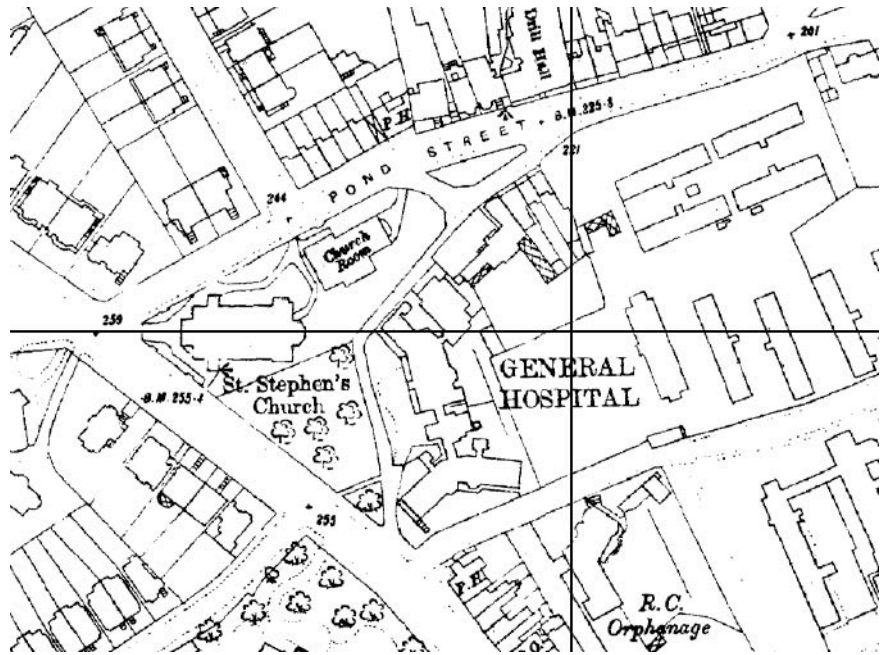 Drill Hall
201
P.H.
B.M. 225·8
POND STREET
221
244
Church
Room
259
GENERAL
HOSPITAL
St. Stephen's
Church
B.M. 255·4
255
P.H.
R.C.
Orphanage